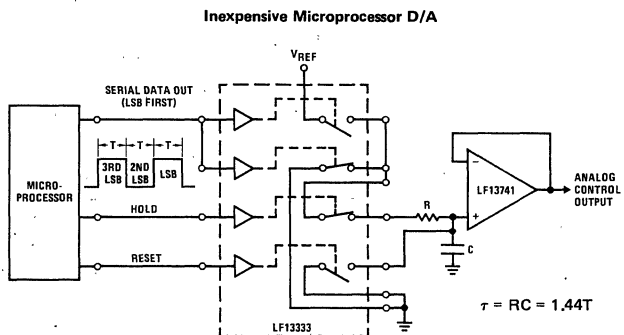 Inexpensive Microprocessor D/A
VREF
SERIAL DATA OUT
(LSB FIRST)
T T T
3RD LSB
2ND LSB
LSB
MICRO-
PROCESSOR
HOLD
RESET
LF13333
R
C
−
+
LF13741
ANALOG
CONTROL
OUTPUT
τ = RC = 1.44T